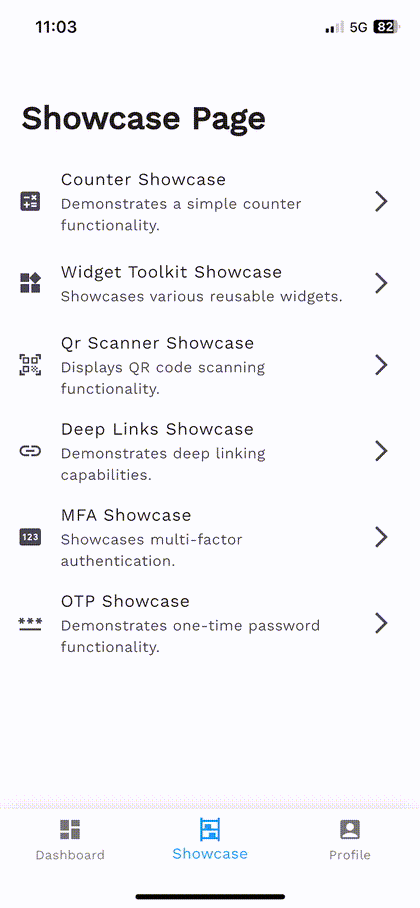 11:03
5G 82
Showcase Page
Counter Showcase
Demonstrates a simple counter
functionality.
Widget Toolkit Showcase
Showcases various reusable widgets.
Qr Scanner Showcase
Displays QR code scanning
functionality.
Deep Links Showcase
Demonstrates deep linking
capabilities.
123
MFA Showcase
Showcases multi-factor
authentication.
***
OTP Showcase
Demonstrates one-time password
functionality.
Dashboard
Showcase
Profile